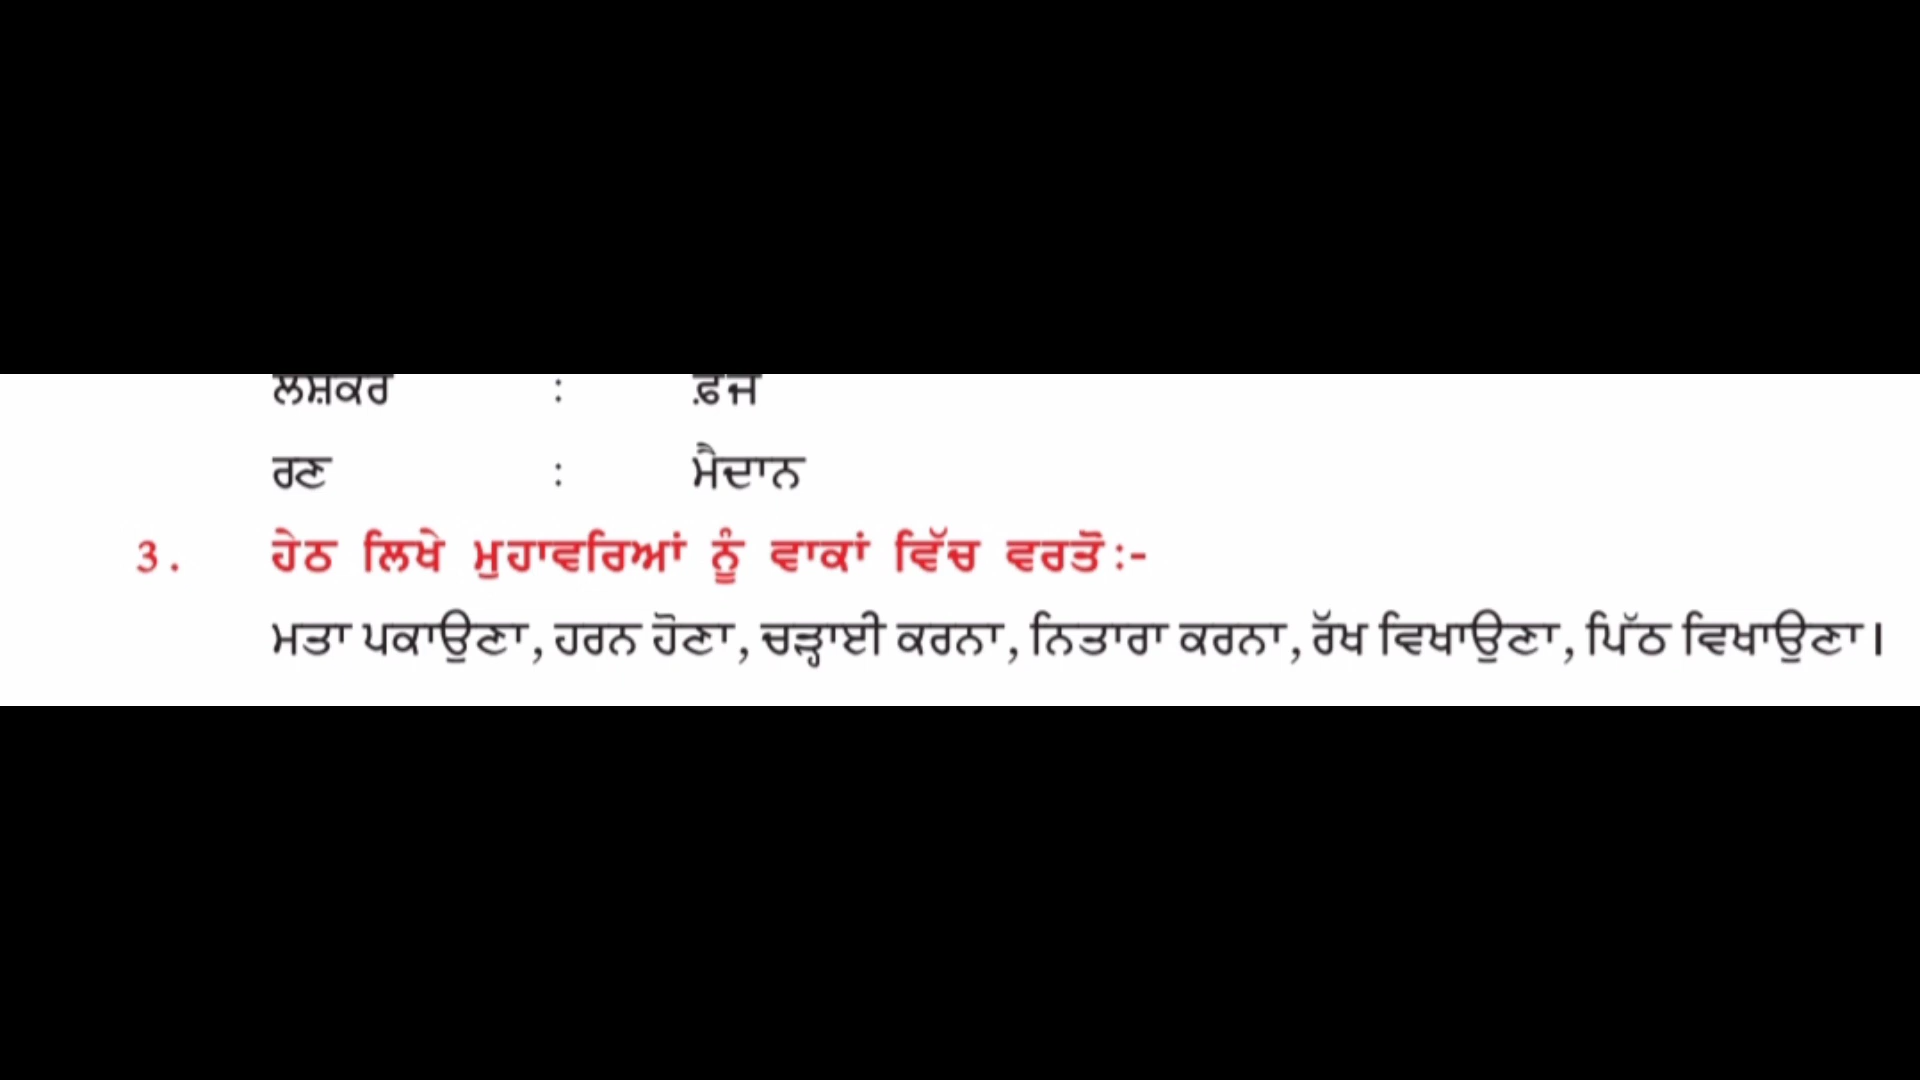 ਲਸ਼ਕਰ : ਫ਼ੌਜ
ਰਣ : ਮੈਦਾਨ
3. ਹੇਠ ਲਿਖੇ ਮੁਹਾਵਰਿਆਂ ਨੂੰ ਵਾਕਾਂ ਵਿੱਚ ਵਰਤੋ :-
ਮਤਾ ਪਕਾਉਣਾ, ਹਰਨ ਹੋਣਾ, ਚੜ੍ਹਾਈ ਕਰਨਾ, ਨਿਤਾਰਾ ਕਰਨਾ, ਰੱਖ ਵਿਖਾਉਣਾ, ਪਿੱਠ ਵਿਖਾਉਣਾ।